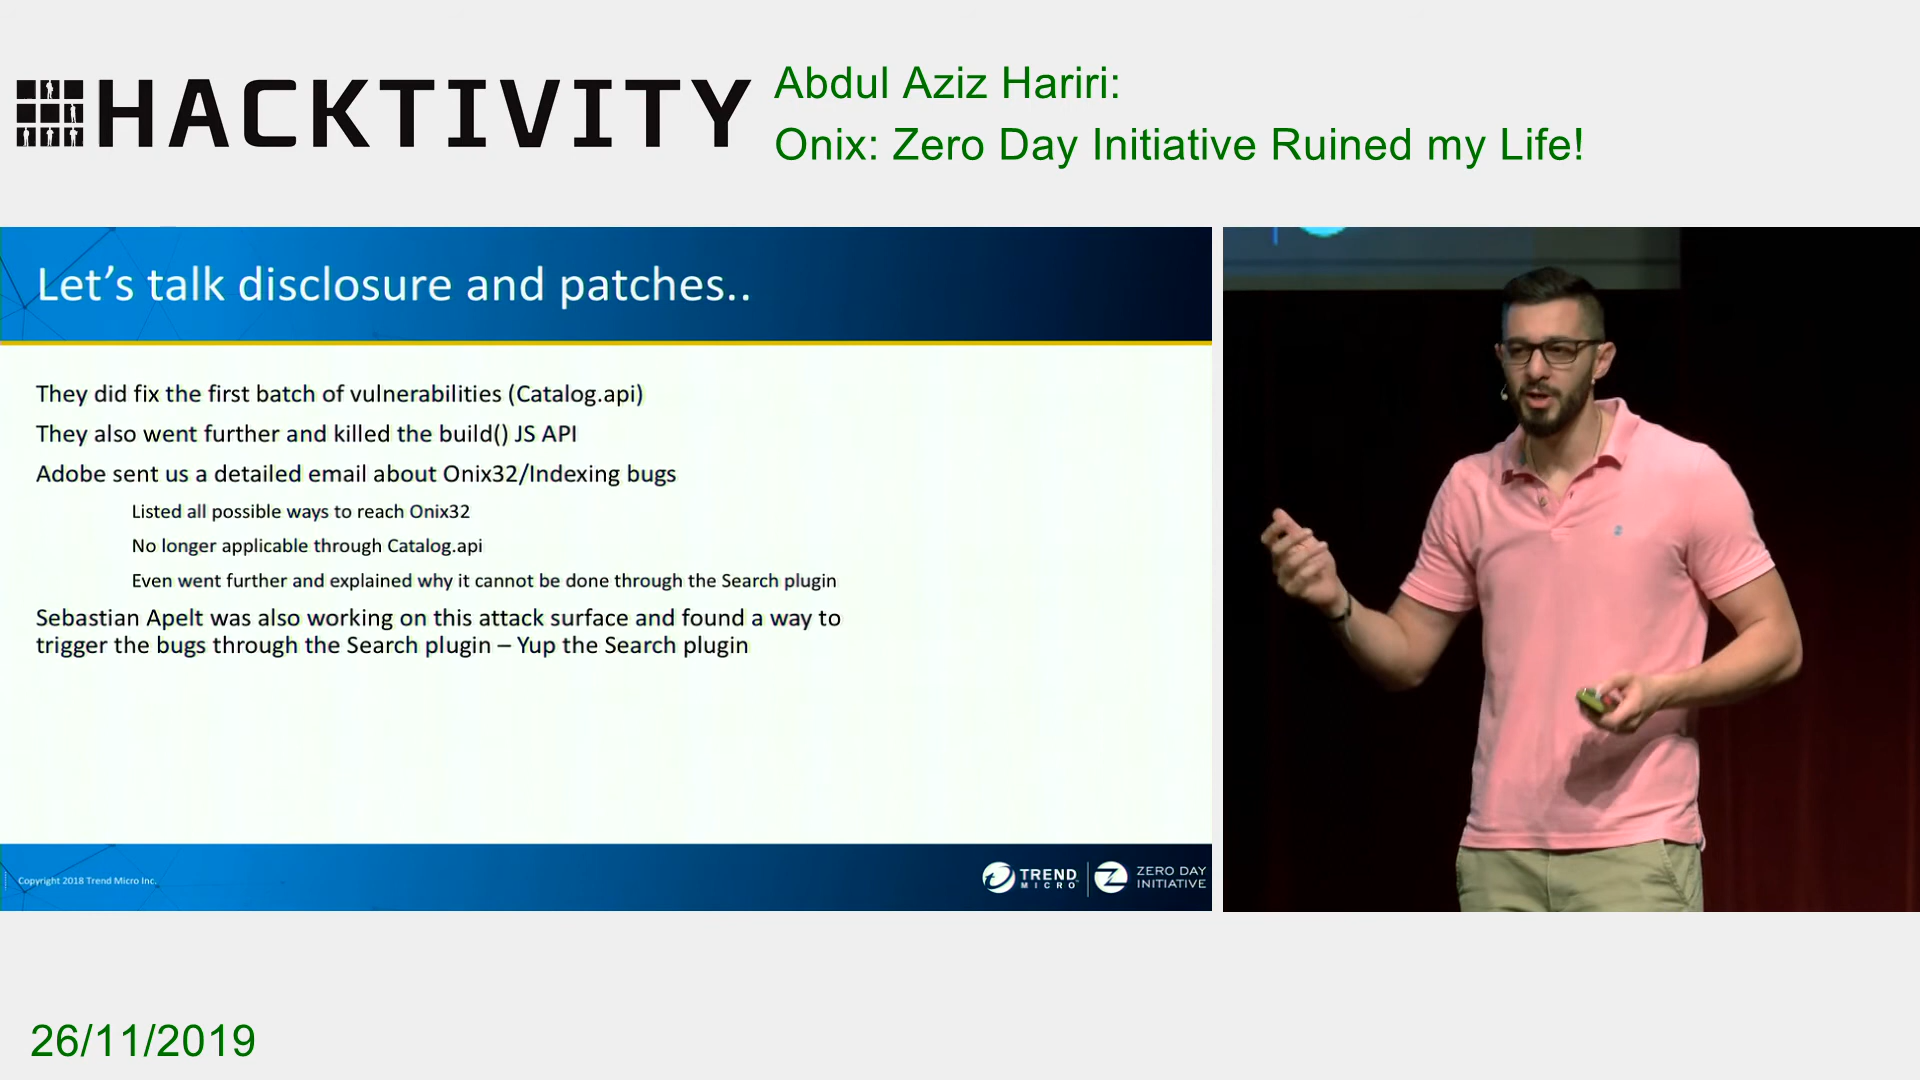 HACKTIVITY
Abdul Aziz Hariri:
Onix: Zero Day Initiative Ruined my Life!
Let's talk disclosure and patches..
They did fix the first batch of vulnerabilities (Catalog.api)
They also went further and killed the build() JS API
Adobe sent us a detailed email about Onix32/Indexing bugs
Listed all possible ways to reach Onix32
No longer applicable through Catalog.api
Even went further and explained why it cannot be done through the Search plugin
Sebastian Apelt was also working on this attack surface and found a way to
trigger the bugs through the Search plugin – Yup the Search plugin
Copyright 2018 Trend Micro Inc.
TREND
MICRO
ZERO DAY
INITIATIVE
26/11/2019